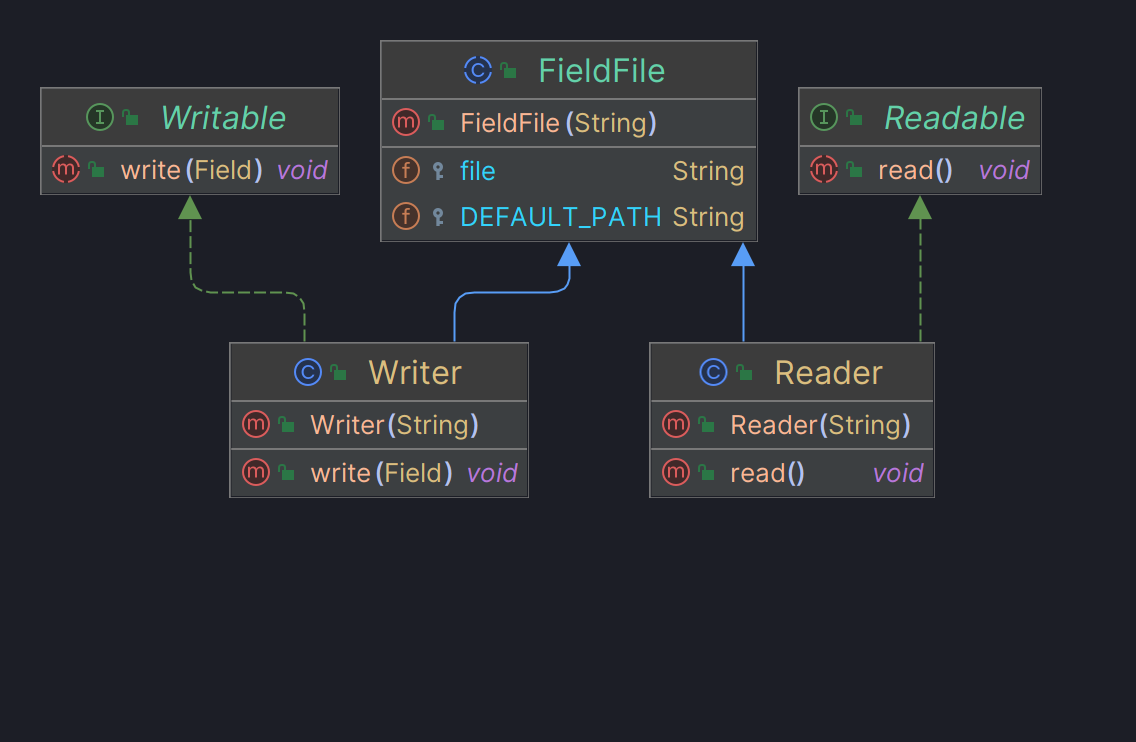 FieldFile
FieldFile(String)
file String
DEFAULT_PATH String
Writable
write(Field) void
Readable
read() void
Writer
Writer(String)
write(Field) void
Reader
Reader(String)
read() void